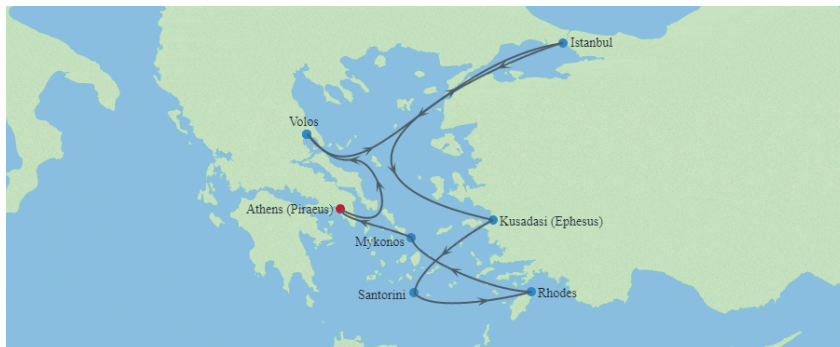 Istanbul
Volos
Athens (Piraeus)
Kusadasi (Ephesus)
Mykonos
Santorini
Rhodes